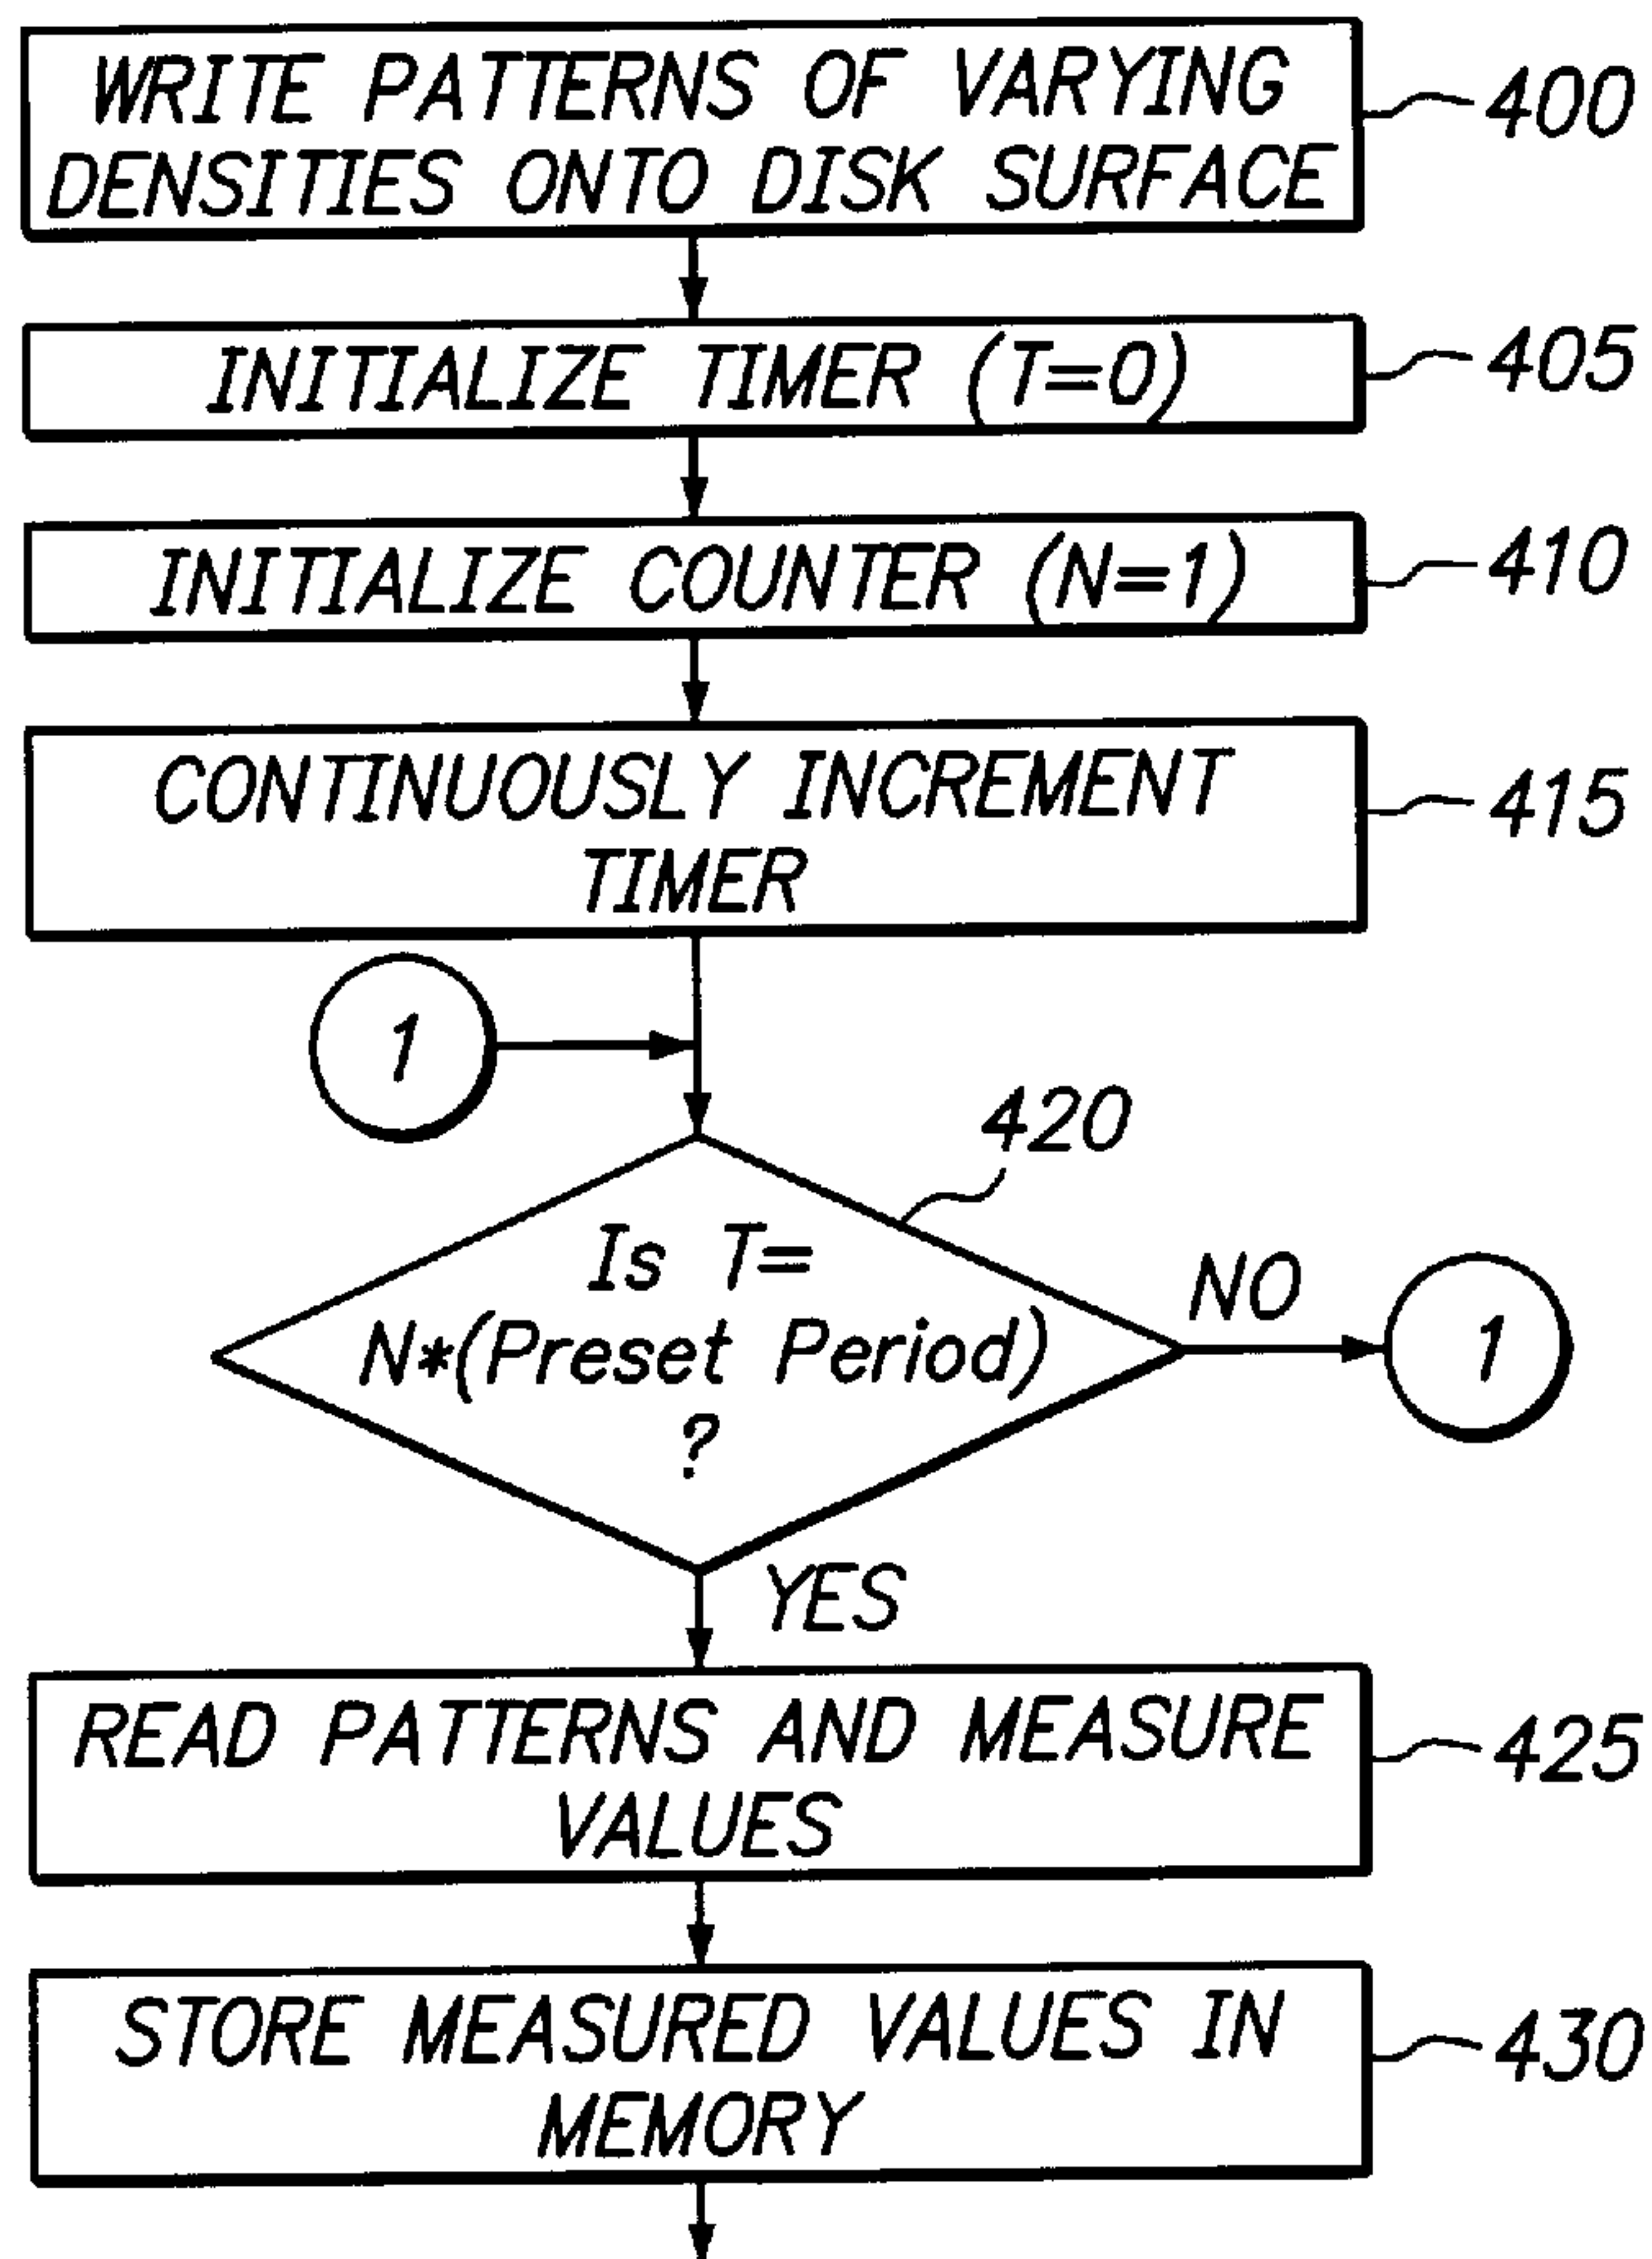 WRITE PATTERNS OF VARYING
DENSITIES ONTO DISK SURFACE
400
INITIALIZE TIMER (T=0)
405
INITIALIZE COUNTER (N=1)
410
CONTINUOUSLY INCREMENT
TIMER
415
1
420
Is T=
N*(Preset Period)
?
NO
1
YES
READ PATTERNS AND MEASURE
VALUES
425
STORE MEASURED VALUES IN
MEMORY
430